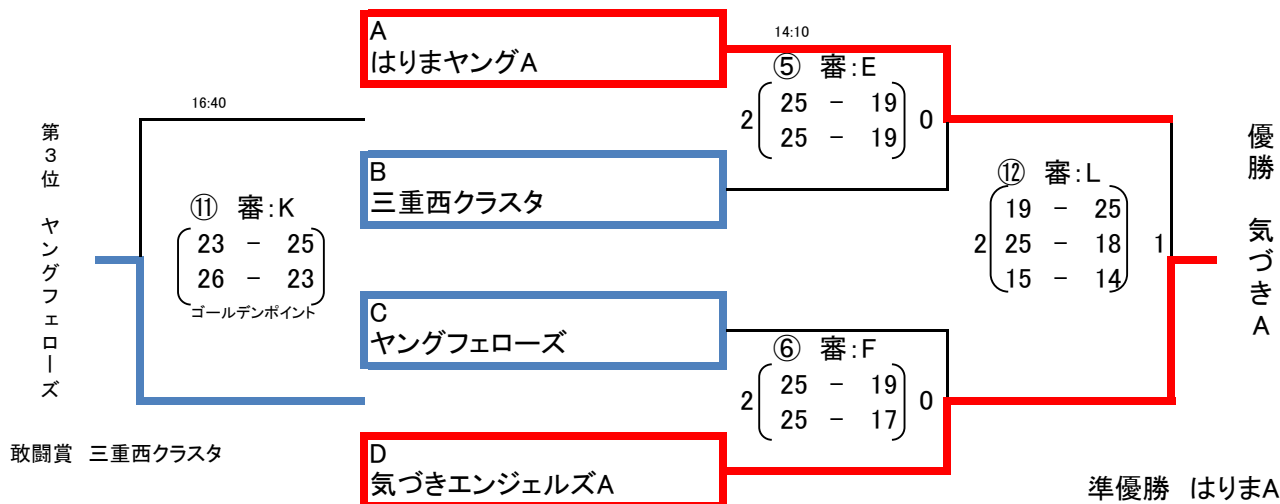 第3位 ヤングフェローズ
16:40
⑪ 審:K
23 - 25
26 - 23
ゴールデンポイント
敢闘賞 三重西クラスタ
A
はりまヤングA
B
三重西クラスタ
C
ヤングフェローズ
D
気づきエンジェルズA
14:10
⑤ 審:E
2 25 - 19 0
25 - 19
⑥ 審:F
2 25 - 19 0
25 - 17
⑫ 審:L
19 - 25
2 25 - 18 1
15 - 14
優勝 気づきA
準優勝 はりまA